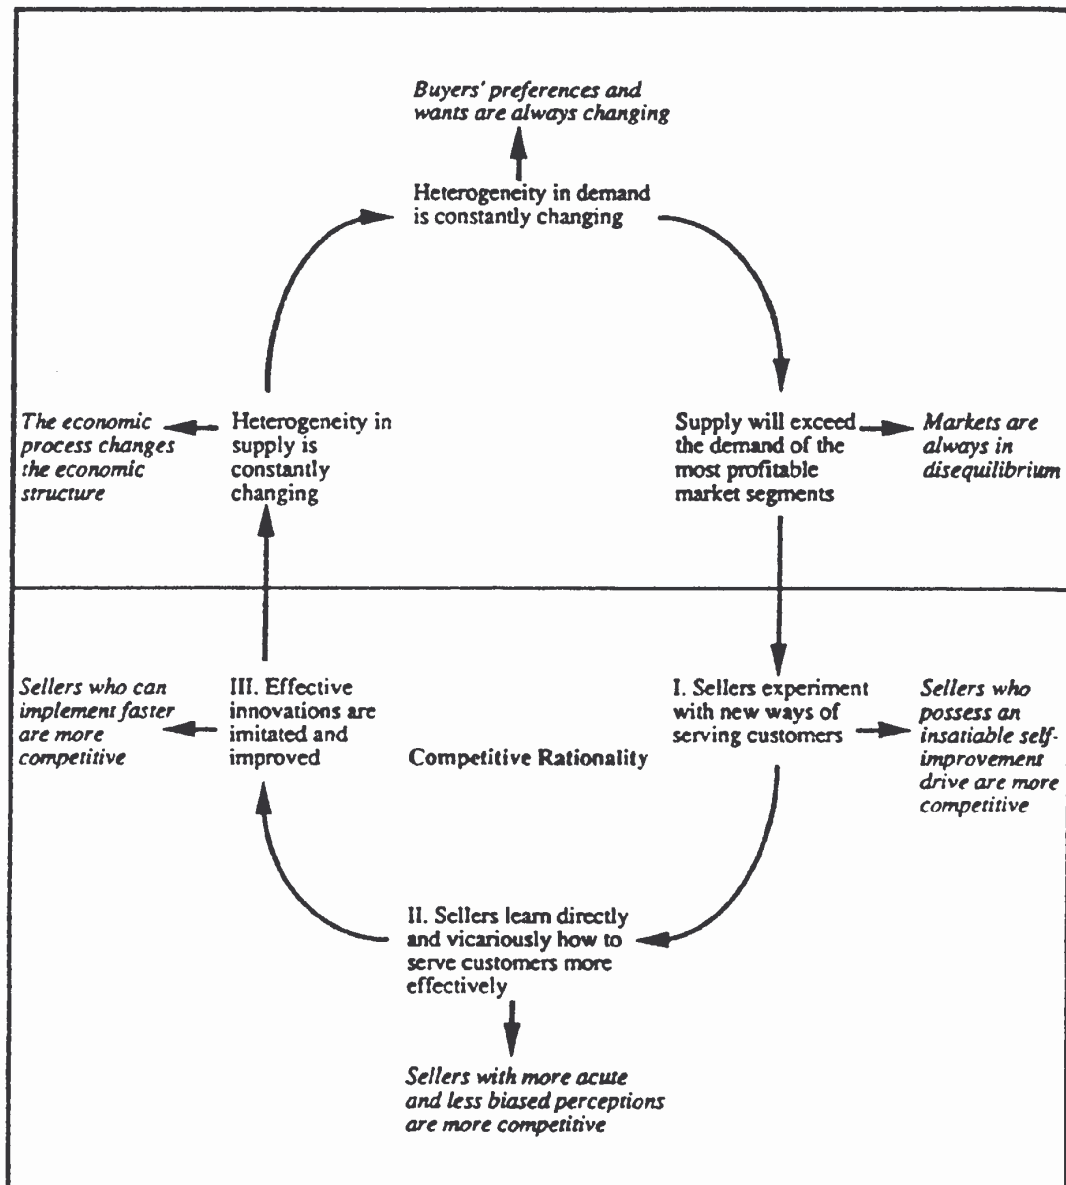 Buyers' preferences and
wants are always changing
Heterogeneity in demand
is constantly changing
The economic
process changes
the economic
structure
Heterogeneity in
supply is
constantly
changing
Supply will exceed
the demand of the
most profitable
market segments
Markets are
always in
disequilibrium
Sellers who can
implement faster
are more
competitive
III. Effective
innovations are
imitated and
improved
Competitive Rationality
I. Sellers experiment
with new ways of
serving customers
Sellers who
possess an
insatiable self-
improvement
drive are more
competitive
II. Sellers learn directly
and vicariously how to
serve customers more
effectively
Sellers with more acute
and less biased perceptions
are more competitive